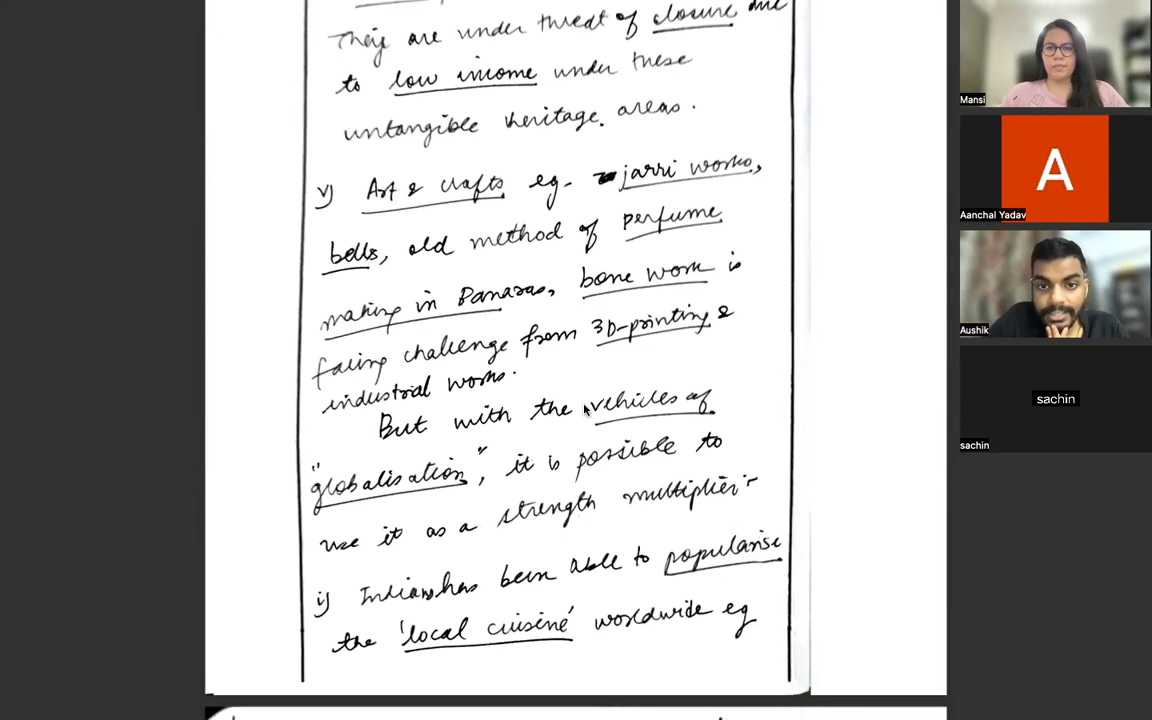 They are under threat of closure due
to low income under these
untangible heritage. areas.
v) Art & crafts eg. jarri works,
bells, old method of perfume
making in Banaras, bone work is
facing challenge from 3D-printing &
industrial works.
But with the vehicles of
"globalisation", it is possible to
use it as a strength multiplier:-
i) Indian has been able to popularise
the 'local cuisine' worldwide eg
Mansi
A
Aanchal Yadav
Aushik
sachin
sachin